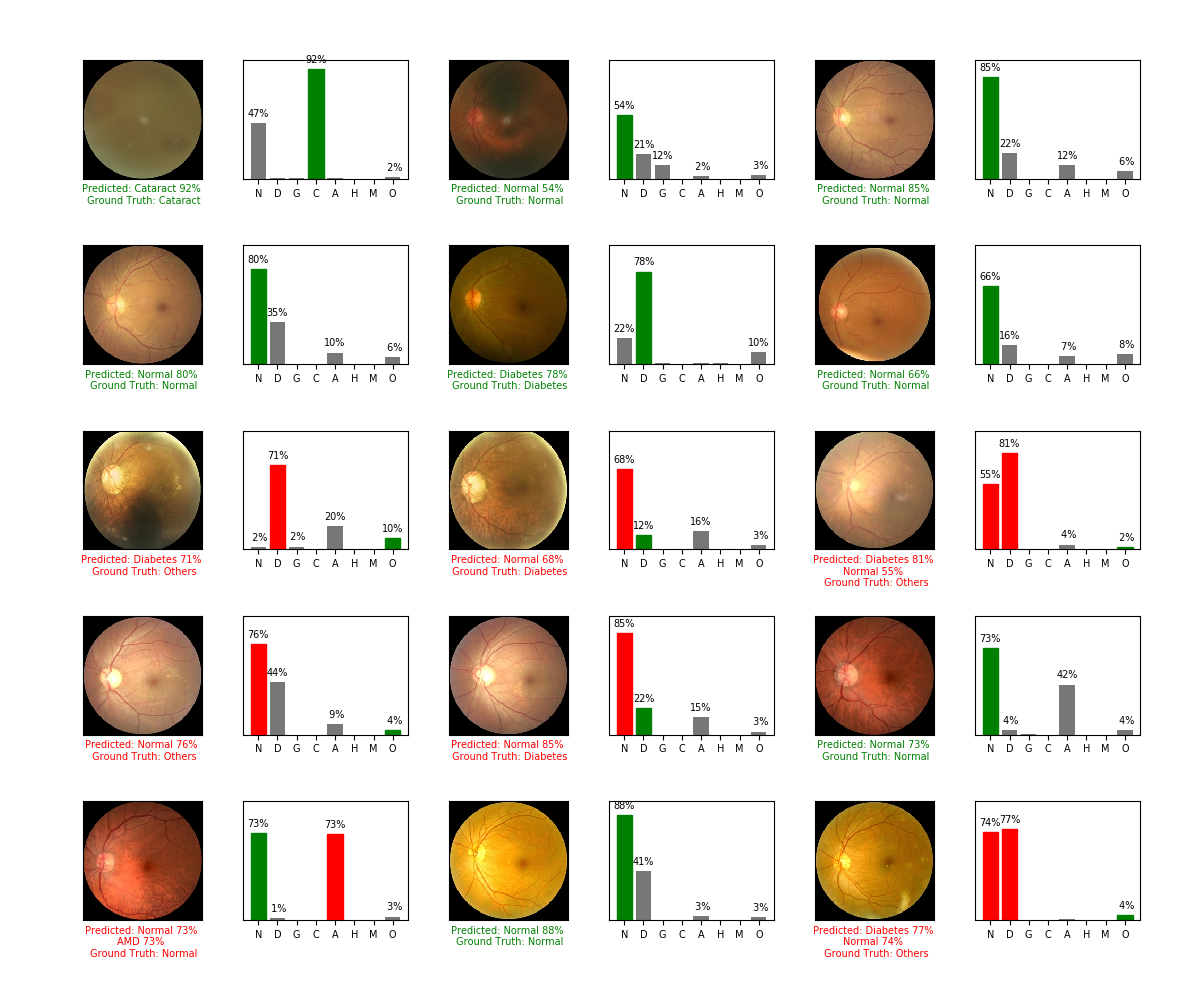 92%
47%
2%
N D G C A H M O
Predicted: Cataract 92%
Ground Truth: Cataract
54%
21%
12%
2%
3%
N D G C A H M O
Predicted: Normal 54%
Ground Truth: Normal
85%
22%
12%
6%
N D G C A H M O
Predicted: Normal 85%
Ground Truth: Normal
80%
35%
10%
6%
N D G C A H M O
Predicted: Normal 80%
Ground Truth: Normal
22%
78%
10%
N D G C A H M O
Predicted: Diabetes 78%
Ground Truth: Diabetes
66%
16%
7%
8%
N D G C A H M O
Predicted: Normal 66%
Ground Truth: Normal
2%
71%
2%
20%
10%
N D G C A H M O
Predicted: Diabetes 71%
Ground Truth: Others
68%
12%
16%
3%
N D G C A H M O
Predicted: Normal 68%
Ground Truth: Diabetes
55%
81%
4%
2%
N D G C A H M O
Predicted: Diabetes 81%
Normal 55%
Ground Truth: Others
76%
44%
9%
4%
N D G C A H M O
Predicted: Normal 76%
Ground Truth: Others
85%
22%
15%
3%
N D G C A H M O
Predicted: Normal 85%
Ground Truth: Diabetes
73%
4%
42%
4%
N D G C A H M O
Predicted: Normal 73%
Ground Truth: Normal
73%
1%
73%
3%
N D G C A H M O
Predicted: Normal 73%
AMD 73%
Ground Truth: Normal
88%
41%
3%
3%
N D G C A H M O
Predicted: Normal 88%
Ground Truth: Normal
74%
77%
4%
N D G C A H M O
Predicted: Diabetes 77%
Normal 74%
Ground Truth: Others